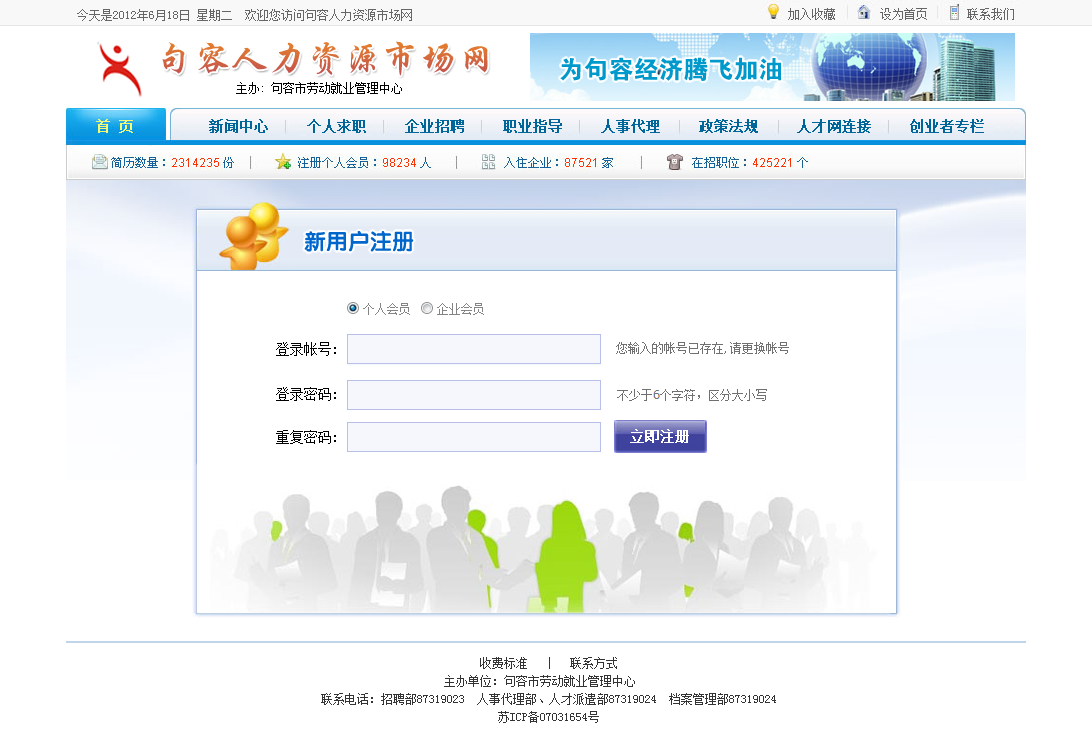 今天是2012年6月18日 星期二 欢迎您访问句容人力资源市场网 加入收藏 设为首页 联系我们
句容人力资源市场网
主办：句容市劳动就业管理中心
为句容经济腾飞加油
首 页 新闻中心 个人求职 企业招聘 职业指导 人事代理 政策法规 人才网连接 创业者专栏
简历数量：2314235 份 | 注册个人会员：98234 人 | 入住企业：87521 家 | 在招职位：425221 个
新用户注册
个人会员 企业会员
登录帐号： 您输入的帐号已存在,请更换帐号
登录密码： 不少于6个字符，区分大小写
重复密码： 立即注册
收费标准 | 联系方式
主办单位：句容市劳动就业管理中心
联系电话：招聘部87319023 人事代理部、人才派遣部87319024 档案管理部87319024
苏ICP备07031654号